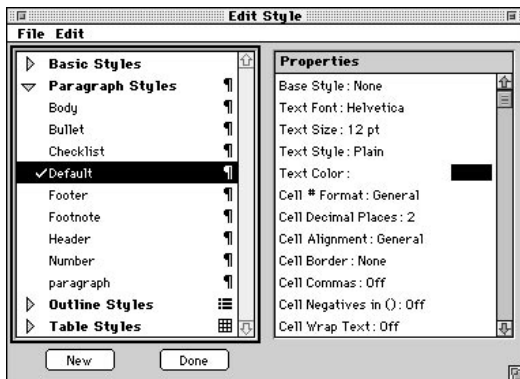 Edit Style
File Edit
Basic Styles
Paragraph Styles ¶
Body ¶
Bullet ¶
Checklist ¶
✓Default ¶
Footer ¶
Footnote ¶
Header ¶
Number ¶
paragraph ¶
Outline Styles
Table Styles
Properties
Base Style : None
Text Font : Helvetica
Text Size : 12 pt
Text Style : Plain
Text Color :
Cell # Format : General
Cell Decimal Places : 2
Cell Alignment : General
Cell Border : None
Cell Commas : Off
Cell Negatives in () : Off
Cell Wrap Text : Off
New Done